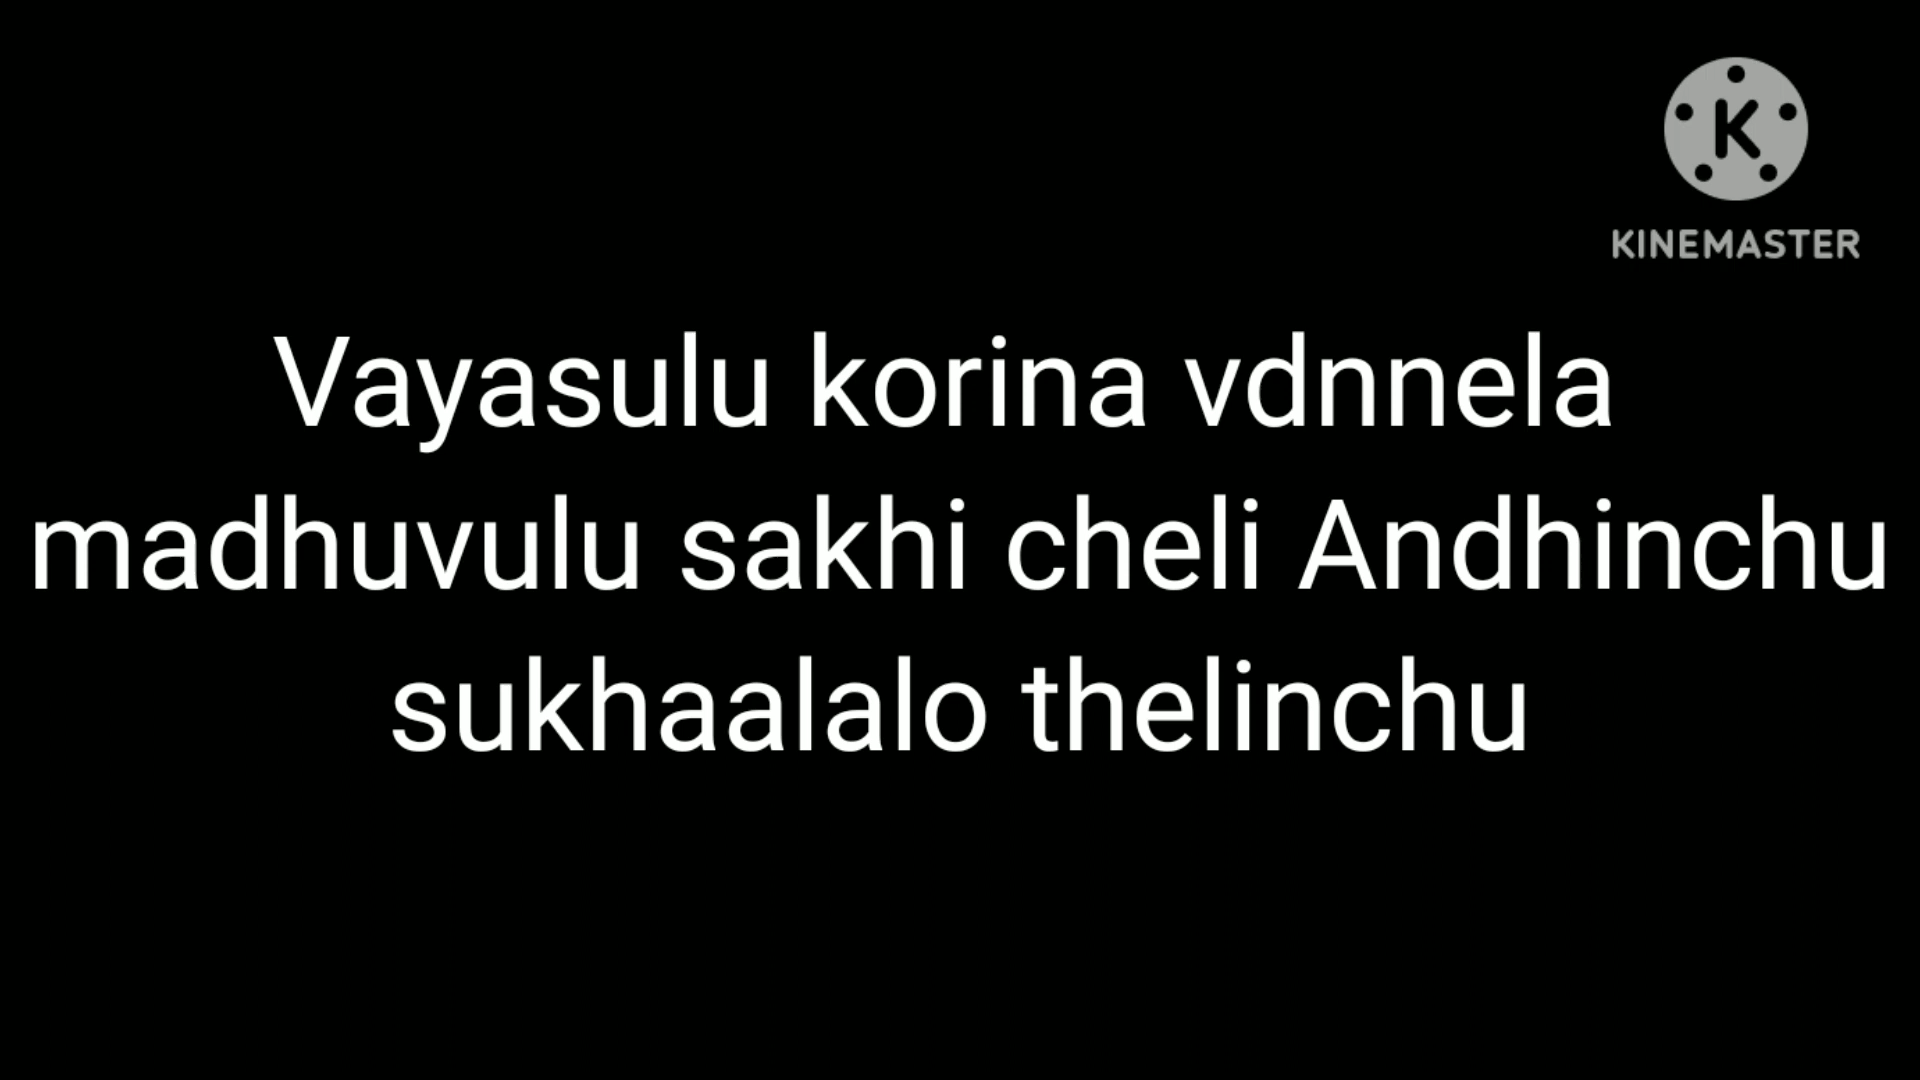 K
KINEMASTER
Vayasulu korina vdnnela
madhuvulu sakhi cheli Andhinchu
sukhaalalo thelinchu